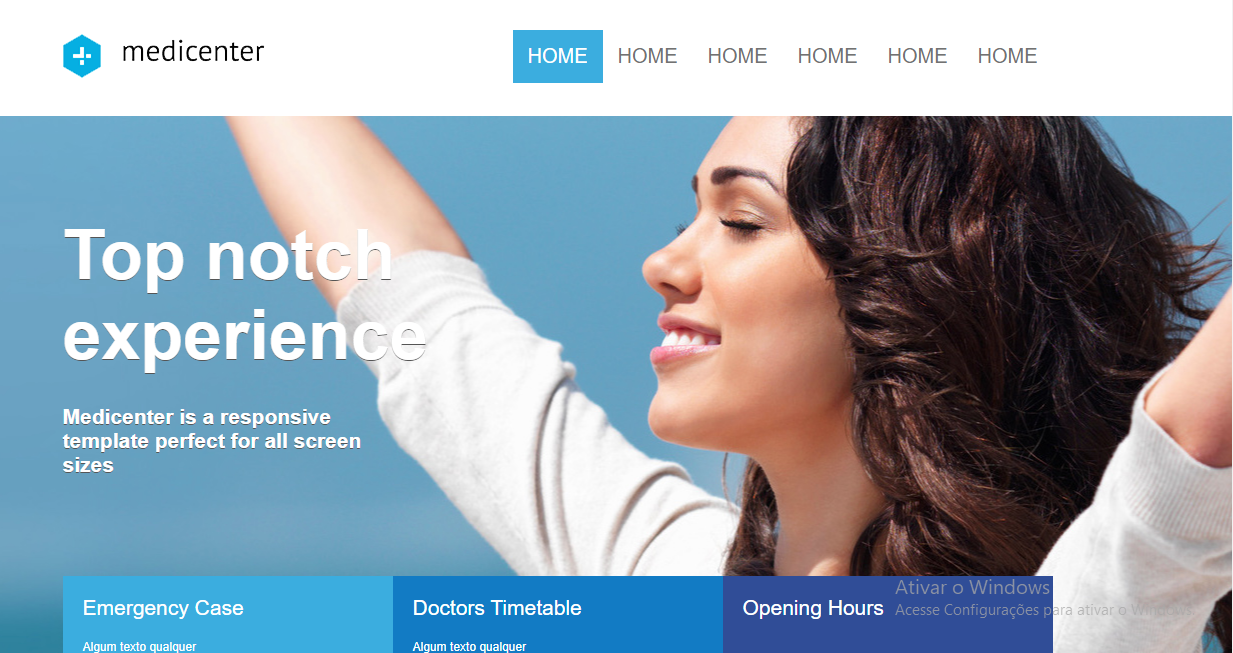 medicenter
HOME HOME HOME HOME HOME HOME
Top notch
experience
Medicenter is a responsive
template perfect for all screen
sizes
Emergency Case
Algum texto qualquer
Doctors Timetable
Algum texto qualquer
Opening Hours
Ativar o Windows
Acesse Configurações para ativar o Windows.